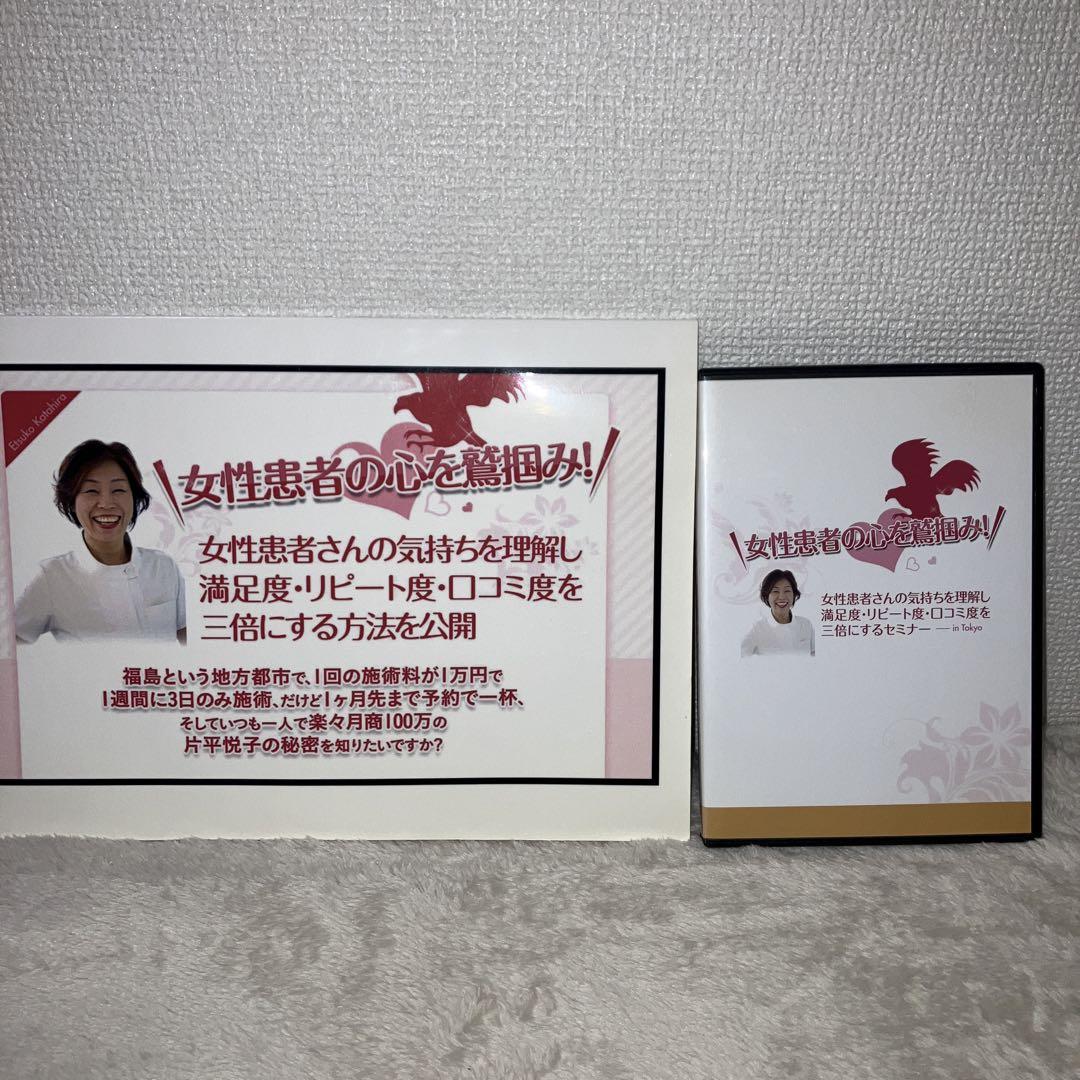 Etsuko Katahira
女性患者の心を鷲掴み!
女性患者さんの気持ちを理解し
満足度・リピート度・口コミ度を
三倍にする方法を公開
福島という地方都市で、1回の施術料が1万円で
1週間に3日のみ施術、だけど1ヶ月先まで予約で一杯、
そしていつも一人で楽々月商100万の
片平悦子の秘密を知りたいですか?
女性患者の心を鷲掴み!
女性患者さんの気持ちを理解し
満足度・リピート度・口コミ度を
三倍にするセミナー ― in Tokyo